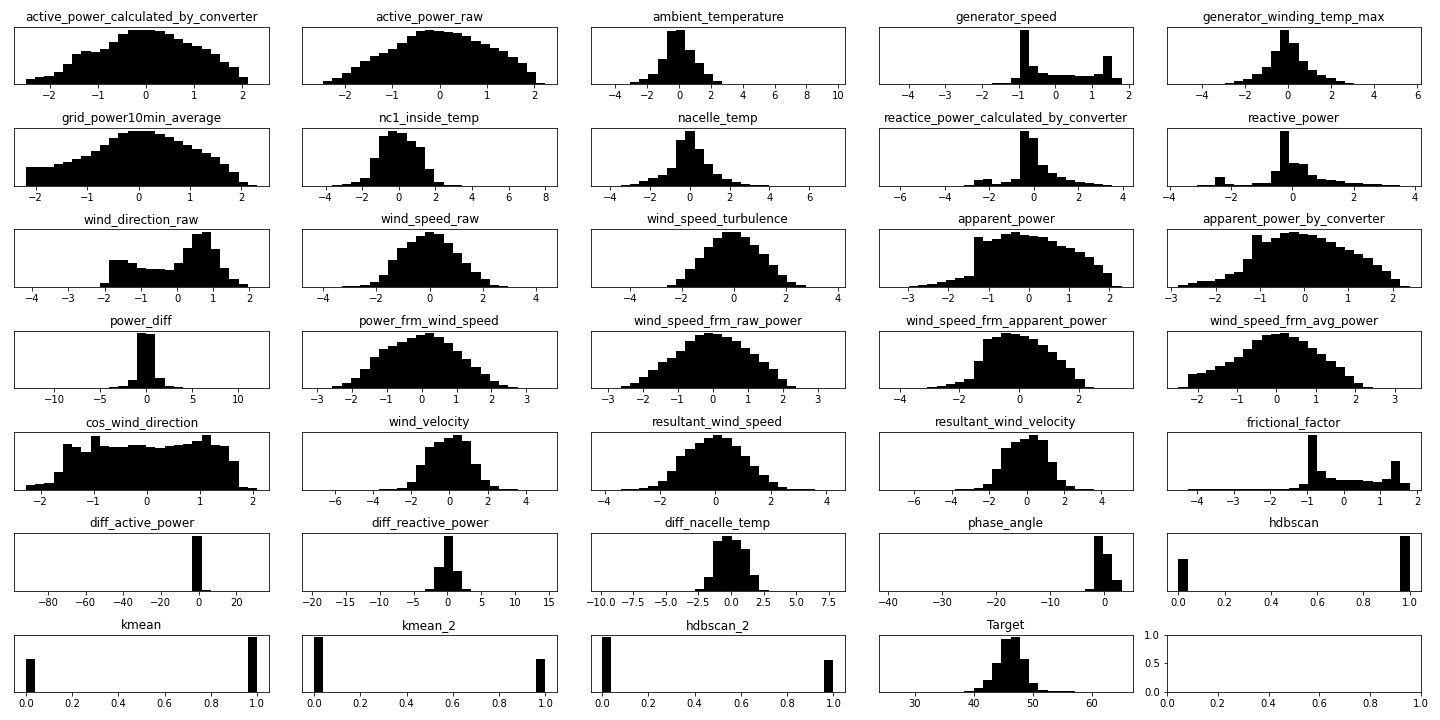 active_power_calculated_by_converter active_power_raw ambient_temperature generator_speed generator_winding_temp_max
−2 −1 0 1 2 −2 −1 0 1 2 −4 −2 0 2 4 6 8 10 −4 −3 −2 −1 0 1 2 −4 −2 0 2 4 6
grid_power10min_average nc1_inside_temp nacelle_temp reactice_power_calculated_by_converter reactive_power
−2 −1 0 1 2 −4 −2 0 2 4 6 8 −4 −2 0 2 4 6 −6 −4 −2 0 2 4 −4 −2 0 2 4
wind_direction_raw wind_speed_raw wind_speed_turbulence apparent_power apparent_power_by_converter
−4 −3 −2 −1 0 1 2 −4 −2 0 2 4 −4 −2 0 2 4 −3 −2 −1 0 1 2 −3 −2 −1 0 1 2
power_diff power_frm_wind_speed wind_speed_frm_raw_power wind_speed_frm_apparent_power wind_speed_frm_avg_power
−10 −5 0 5 10 −3 −2 −1 0 1 2 3 −3 −2 −1 0 1 2 3 −4 −2 0 2 −2 −1 0 1 2 3
cos_wind_direction wind_velocity resultant_wind_speed resultant_wind_velocity frictional_factor
−2 −1 0 1 2 −6 −4 −2 0 2 4 −4 −2 0 2 4 −6 −4 −2 0 2 4 −4 −3 −2 −1 0 1 2
diff_active_power diff_reactive_power diff_nacelle_temp phase_angle hdbscan
−80 −60 −40 −20 0 20 −20 −15 −10 −5 0 5 10 15 −10.0 −7.5 −5.0 −2.5 0.0 2.5 5.0 7.5 −40 −30 −20 −10 0 0.0 0.2 0.4 0.6 0.8 1.0
kmean kmean_2 hdbscan_2 Target
1.0
0.5
0.0
0.0 0.2 0.4 0.6 0.8 1.0 0.0 0.2 0.4 0.6 0.8 1.0 0.0 0.2 0.4 0.6 0.8 1.0 30 40 50 60 0.0 0.2 0.4 0.6 0.8 1.0